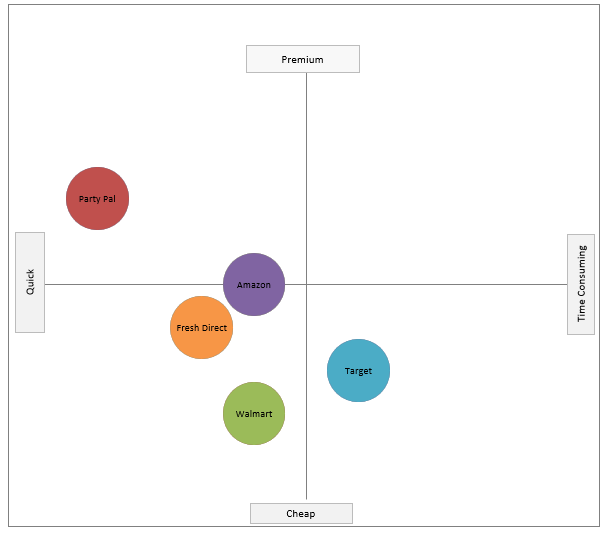 Premium
Party Pal
Quick
Time Consuming
Amazon
Fresh Direct
Target
Walmart
Cheap